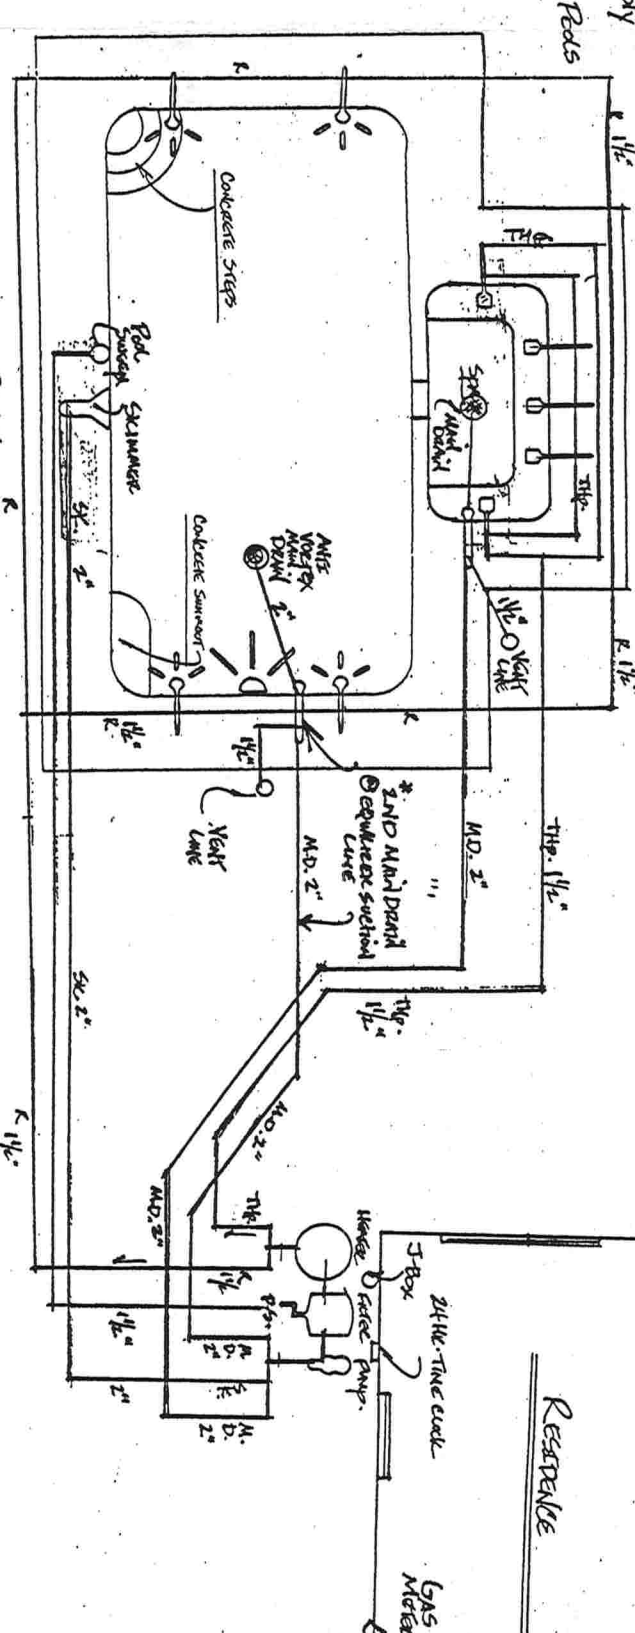 Pools
R
R 1½"
CONCRETE STEPS
THP.
SPA
MAIN
DRAIN
THP.
POOL
SWEEP
SKIMMER
R
SK.
2"
CONCRETE SWIMOUT
ANTI
VORTEX
MAIN
DRAIN
2"
1½"
VENT
LINE
R 1½"
1½"
R
R
1½"
VENT
LINE
*
2ND MAIN DRAIN
@ EQUALIZER SUCTION
LINE
M.D. 2"
M.D. 2"
THP. 1½"
SK 2"
THP.
1½"
M.D. 2"
R 1½"
M.D. 2"
THP.
HEATER
J-BOX
R
1½
P.S.
FILTER
24 HR. TIME CLOCK
1½"
M.
D.
2"
PUMP.
SK
2"
M.
D.
2"
RESIDENCE
GAS
METER